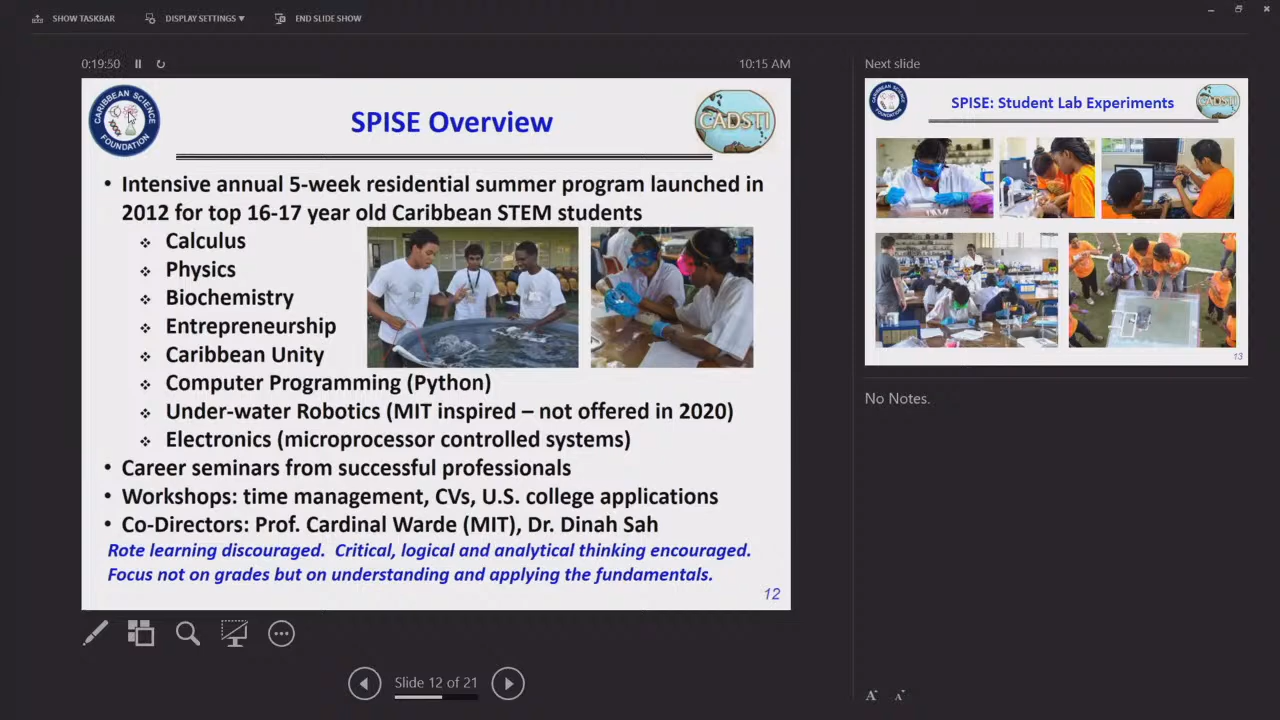 SHOW TASKBAR
DISPLAY SETTINGS ▼
END SLIDE SHOW
0:19:50
10:15 AM
CARIBBEAN SCIENCE
FOUNDATION
SPISE Overview
CADSTI
• Intensive annual 5-week residential summer program launched in
2012 for top 16-17 year old Caribbean STEM students
❖ Calculus
❖ Physics
❖ Biochemistry
❖ Entrepreneurship
❖ Caribbean Unity
❖ Computer Programming (Python)
❖ Under-water Robotics (MIT inspired – not offered in 2020)
❖ Electronics (microprocessor controlled systems)
• Career seminars from successful professionals
• Workshops: time management, CVs, U.S. college applications
• Co-Directors: Prof. Cardinal Warde (MIT), Dr. Dinah Sah
Rote learning discouraged. Critical, logical and analytical thinking encouraged.
Focus not on grades but on understanding and applying the fundamentals.
12
Slide 12 of 21
Next slide
SPISE: Student Lab Experiments
CADSTI
13
No Notes.
A
A